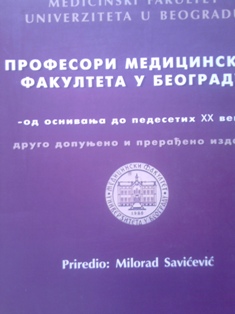 MEDICINSKI FAKULTET
UNIVERZITETA U BEOGRADU
ПРОФЕСОРИ МЕДИЦИНСК
ФАКУЛТЕТА У БЕОГРАДУ
-од оснивања до педесетих XX ве
друго допуњено и прерађено изд
Priredio: Milorad Savićević